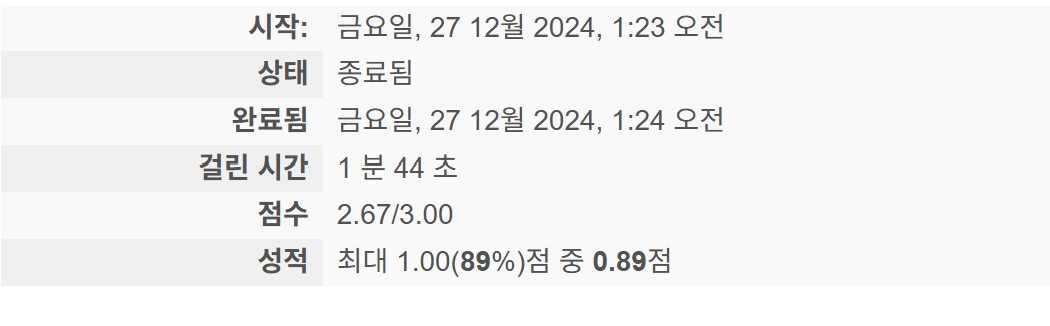 시작: 금요일, 27 12월 2024, 1:23 오전
상태 종료됨
완료됨 금요일, 27 12월 2024, 1:24 오전
걸린 시간 1 분 44 초
점수 2.67/3.00
성적 최대 1.00(89%)점 중 0.89점